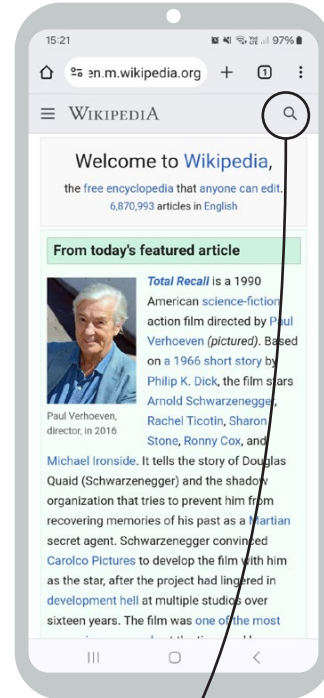 15:21 97%
en.m.wikipedia.org 1
WIKIPEDIA
Welcome to Wikipedia,
the free encyclopedia that anyone can edit.
6,870,993 articles in English
From today's featured article
Total Recall is a 1990
American science-fiction
action film directed by Paul
Verhoeven (pictured). Based
on a 1966 short story by
Philip K. Dick, the film stars
Arnold Schwarzenegger,
Rachel Ticotin, Sharon
Stone, Ronny Cox, and
Paul Verhoeven,
director, in 2016
Michael Ironside. It tells the story of Douglas
Quaid (Schwarzenegger) and the shadow
organization that tries to prevent him from
recovering memories of his past as a Martian
secret agent. Schwarzenegger convinced
Carolco Pictures to develop the film with him
as the star, after the project had lingered in
development hell at multiple studios over
sixteen years. The film was one of the most